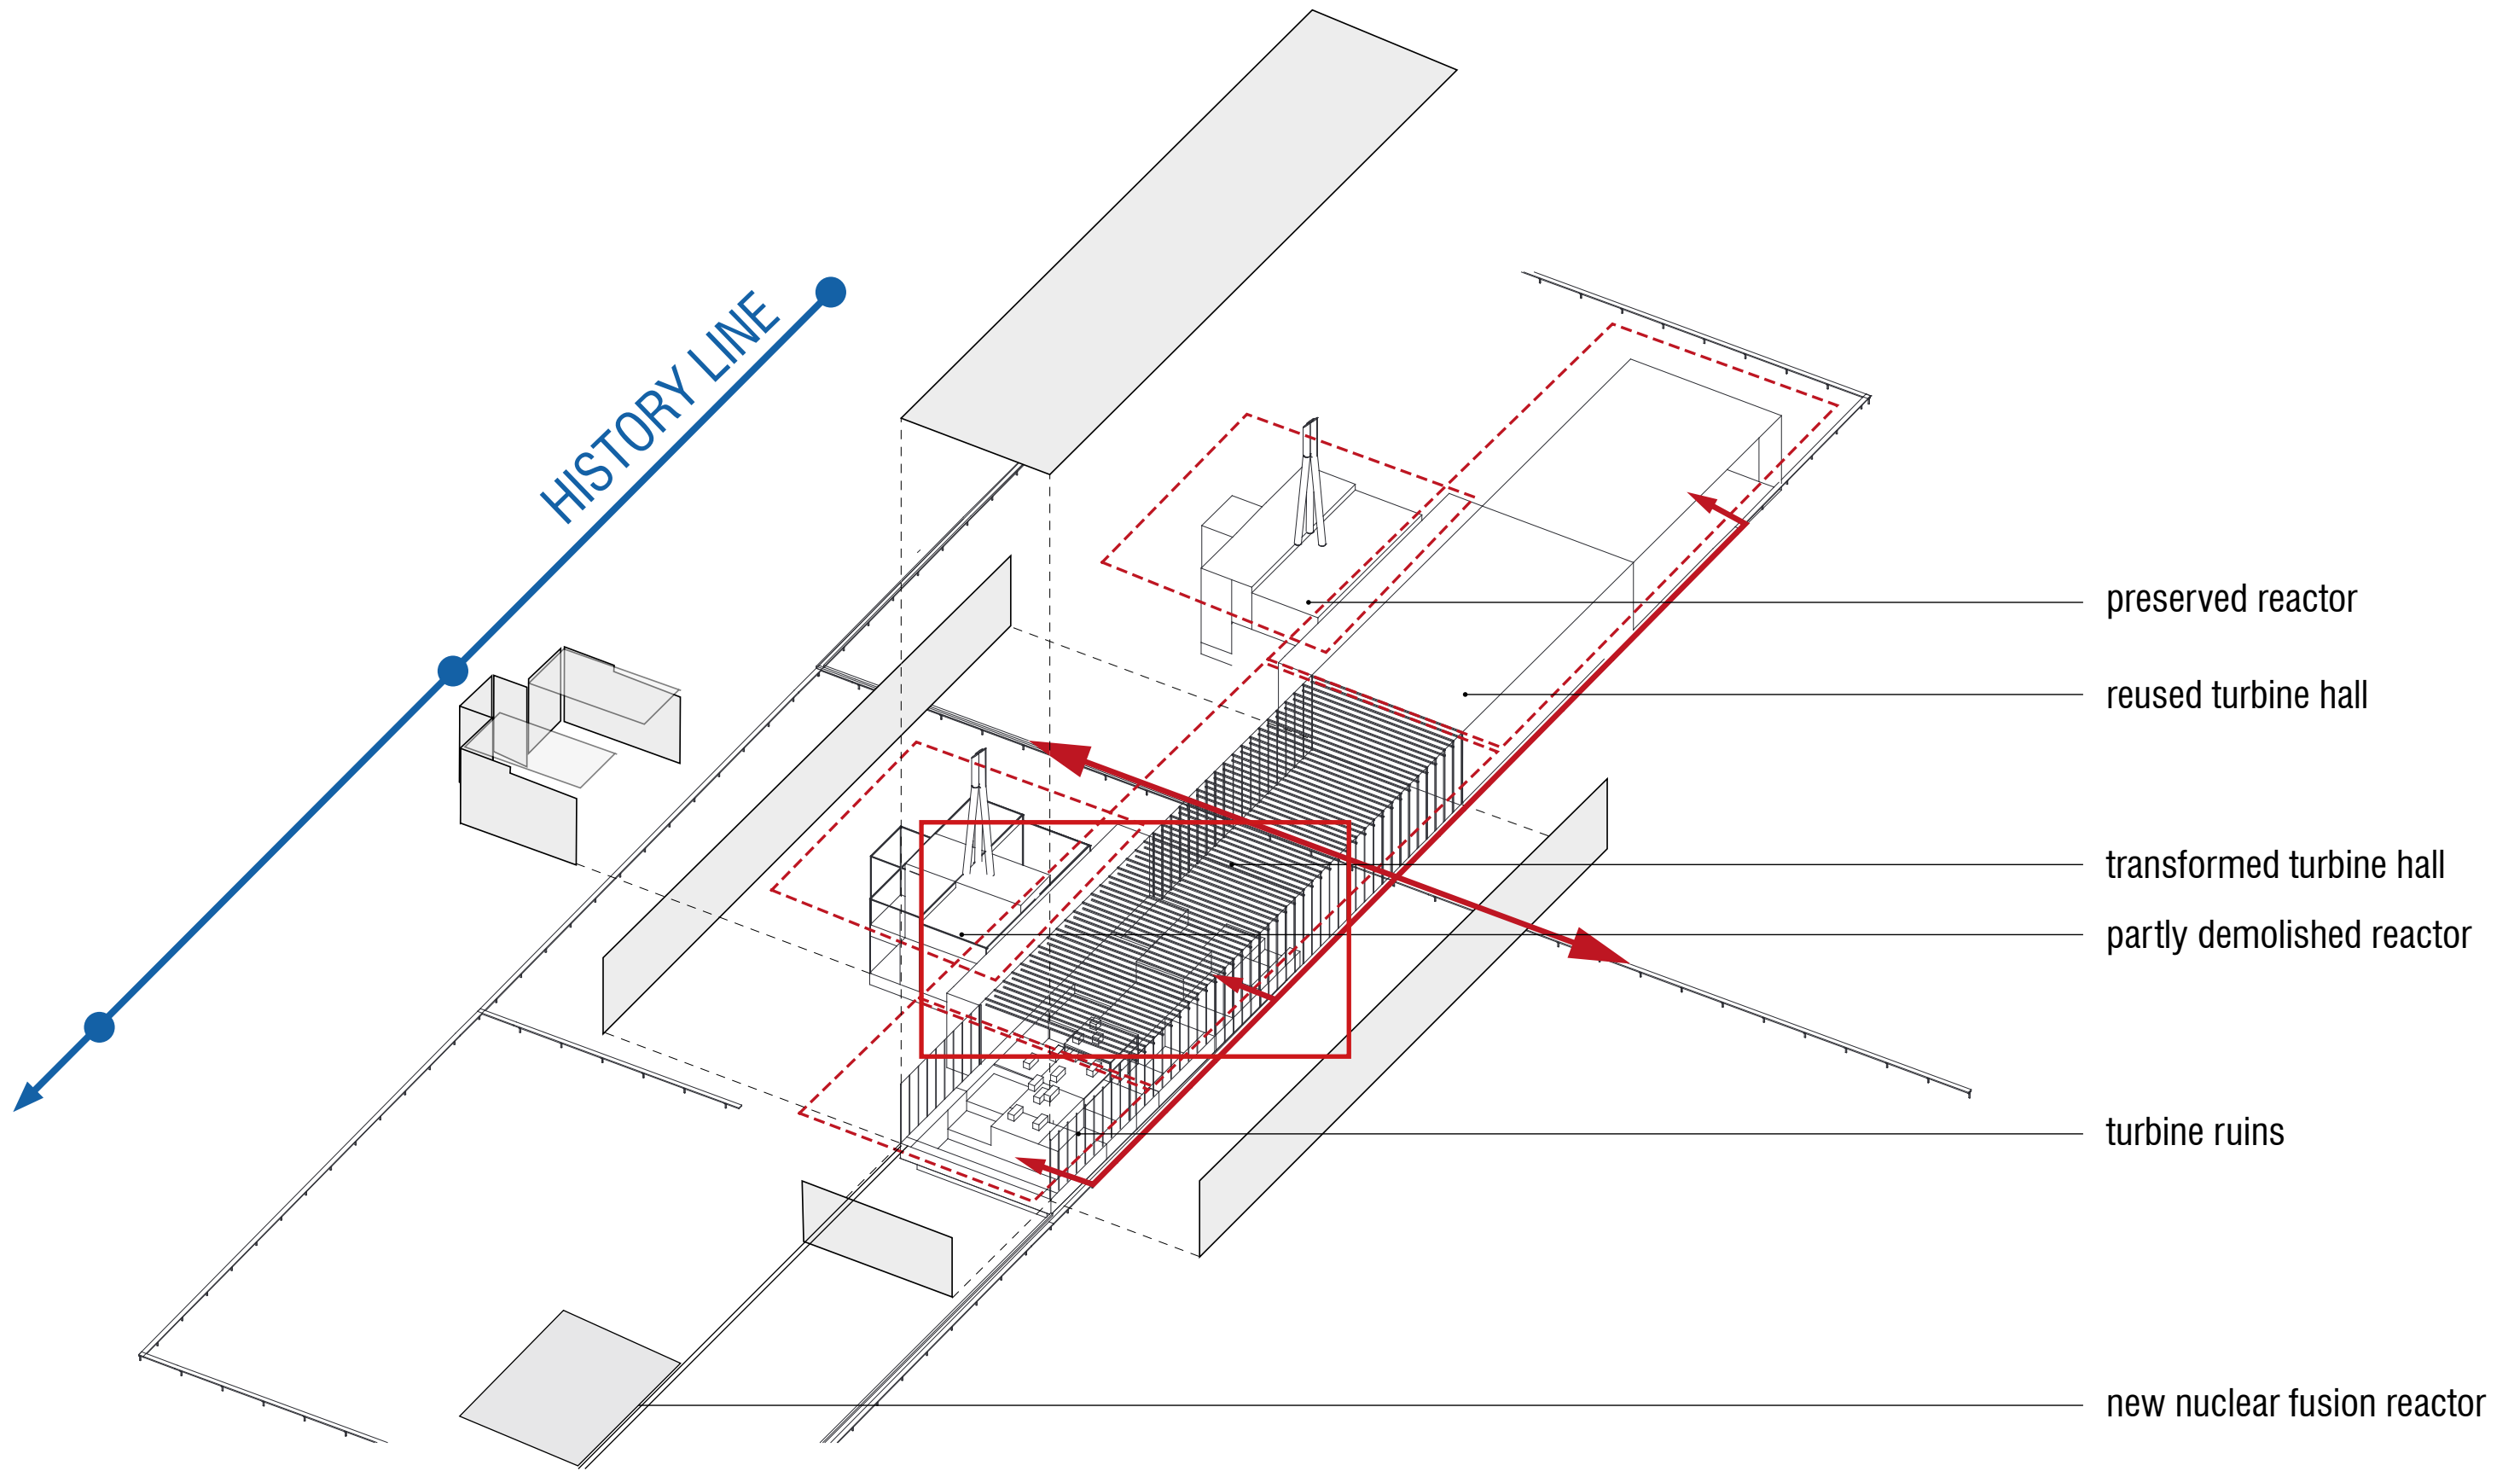 HISTORY LINE
preserved reactor
reused turbine hall
transformed turbine hall
partly demolished reactor
turbine ruins
new nuclear fusion reactor